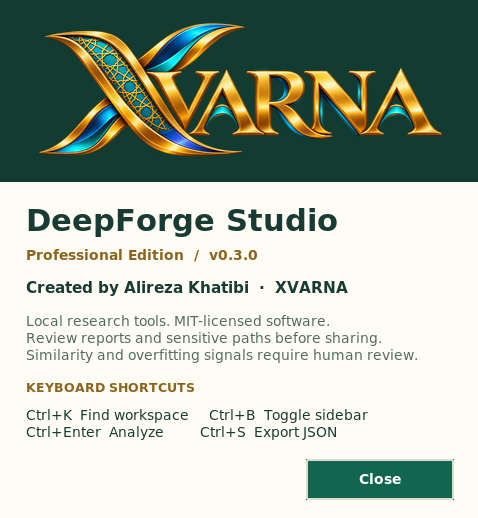 XVARNA
DeepForge Studio
Professional Edition / v0.3.0
Created by Alireza Khatibi · XVARNA
Local research tools. MIT-licensed software.
Review reports and sensitive paths before sharing.
Similarity and overfitting signals require human review.
KEYBOARD SHORTCUTS
Ctrl+K Find workspace Ctrl+B Toggle sidebar
Ctrl+Enter Analyze Ctrl+S Export JSON
Close